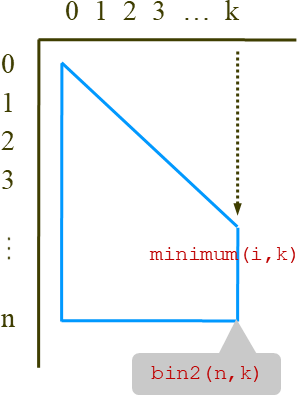 0 1 2 3 … k
0
1
2
3
⋮
n
minimum(i,k)
bin2(n,k)